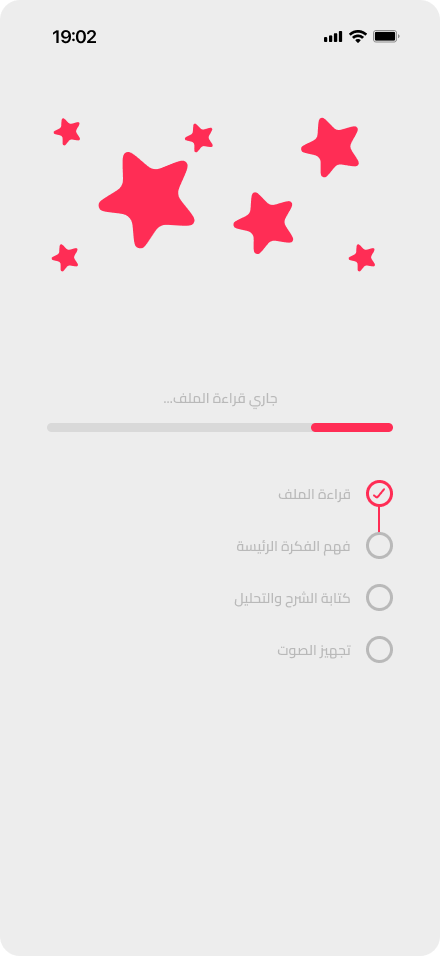 19:02
جاري قراءة الملف...
قراءة الملف
فهم الفكرة الرئيسة
كتابة الشرح والتحليل
تجهيز الصوت